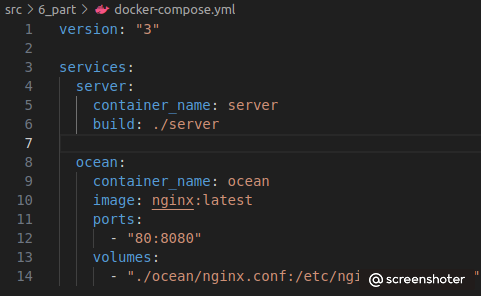 src > 6_part > docker-compose.yml
1 version: "3"
2
3 services:
4   server:
5     container_name: server
6     build: ./server
7
8   ocean:
9     container_name: ocean
10     image: nginx:latest
11     ports:
12       - "80:8080"
13     volumes:
14       - "./ocean/nginx.conf:/etc/ngi "
@ screenshoter